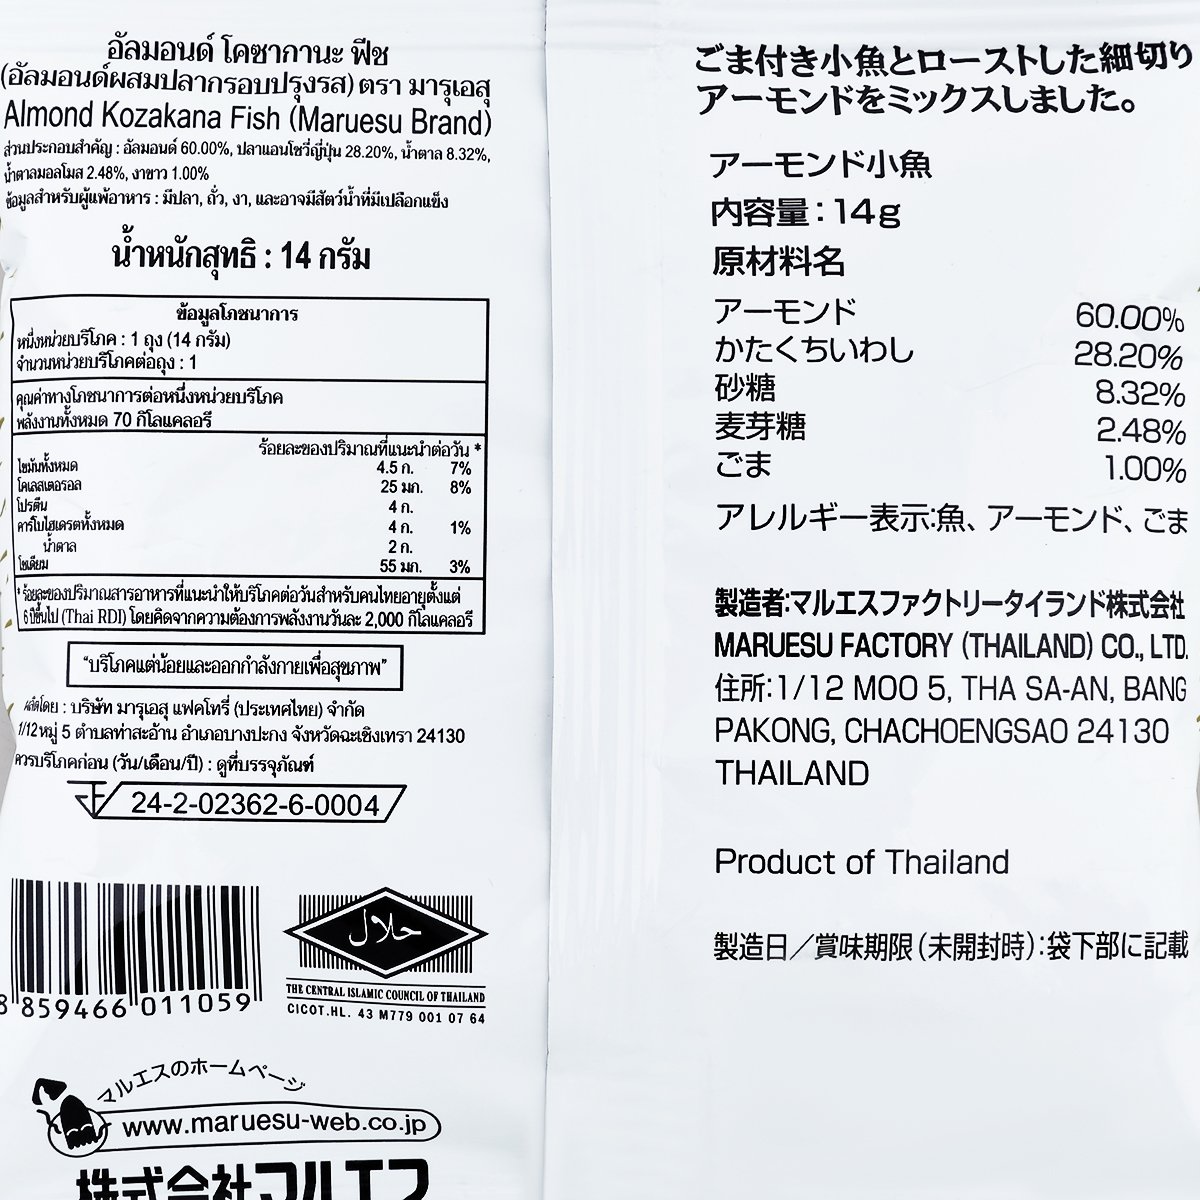 อัลมอนด์ โคซากานะ ฟิช
(อัลมอนด์ผสมปลากรอบปรุงรส) ตรา มารุเอสุ
Almond Kozakana Fish (Maruesu Brand)
ส่วนประกอบสำคัญ : อัลมอนด์ 60.00%, ปลาแอนโชวี่ญี่ปุ่น 28.20%, น้ำตาล 8.32%,
น้ำตาลมอลโมส 2.48%, งาขาว 1.00%
ข้อมูลสำหรับผู้แพ้อาหาร : มีปลา, ถั่ว, งา, และอาจมีสัตว์น้ำที่มีเปลือกแข็ง
น้ำหนักสุทธิ : 14 กรัม
ข้อมูลโภชนาการ
หนึ่งหน่วยบริโภค : 1 ถุง (14 กรัม)
จำนวนหน่วยบริโภคต่อถุง : 1
คุณค่าทางโภชนาการต่อหนึ่งหน่วยบริโภค
พลังงานทั้งหมด 70 กิโลแคลอรี
ร้อยละของปริมาณที่แนะนำต่อวัน *
ไขมันทั้งหมด 4.5 ก. 7%
โคเลสเตอรอล 25 มก. 8%
โปรตีน 4 ก.
คาร์โบไฮเดรตทั้งหมด 4 ก. 1%
น้ำตาล 2 ก.
โซเดียม 55 มก. 3%
* ร้อยละของปริมาณสารอาหารที่แนะนำให้บริโภคต่อวันสำหรับคนไทยอายุตั้งแต่
6 ปีขึ้นไป (Thai RDI) โดยคิดจากความต้องการพลังงานวันละ 2,000 กิโลแคลอรี
"บริโภคแต่น้อยและออกกำลังกายเพื่อสุขภาพ"
ผลิตโดย : บริษัท มารุเอสุ แฟคโทรี่ (ประเทศไทย) จำกัด
1/12 หมู่ 5 ตำบลท่าสะอ้าน อำเภอบางปะกง จังหวัดฉะเชิงเทรา 24130
ควรบริโภคก่อน (วัน/เดือน/ปี) : ดูที่บรรจุภัณฑ์
24-2-02362-6-0004
8 859466 011059
حلال
THE CENTRAL ISLAMIC COUNCIL OF THAILAND
CICOT.HL. 43 M779 001 07 64
マルエスのホームページ
www.maruesu-web.co.jp
株式会社マルエス
ごま付き小魚とローストした細切り
アーモンドをミックスしました。
アーモンド小魚
内容量：14g
原材料名
アーモンド 60.00%
かたくちいわし 28.20%
砂糖 8.32%
麦芽糖 2.48%
ごま 1.00%
アレルギー表示:魚、アーモンド、ごま
製造者:マルエスファクトリータイランド株式会社
MARUESU FACTORY (THAILAND) CO., LTD.
住所:1/12 MOO 5, THA SA-AN, BANG
PAKONG, CHACHOENGSAO 24130
THAILAND
Product of Thailand
製造日／賞味期限（未開封時）:袋下部に記載